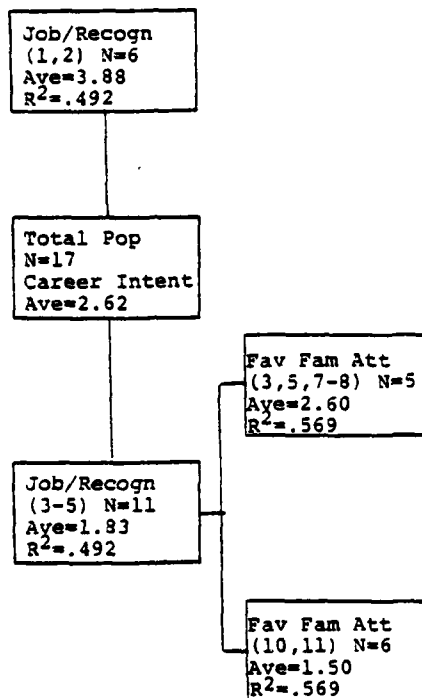 Job/Recogn
(1,2) N=6
Ave=3.88
R²=.492
Total Pop
N=17
Career Intent
Ave=2.62
Fav Fam Att
(3,5,7-8) N=5
Ave=2.60
R²=.569
Job/Recogn
(3-5) N=11
Ave=1.83
R²=.492
Fav Fam Att
(10,11) N=6
Ave=1.50
R²=.569